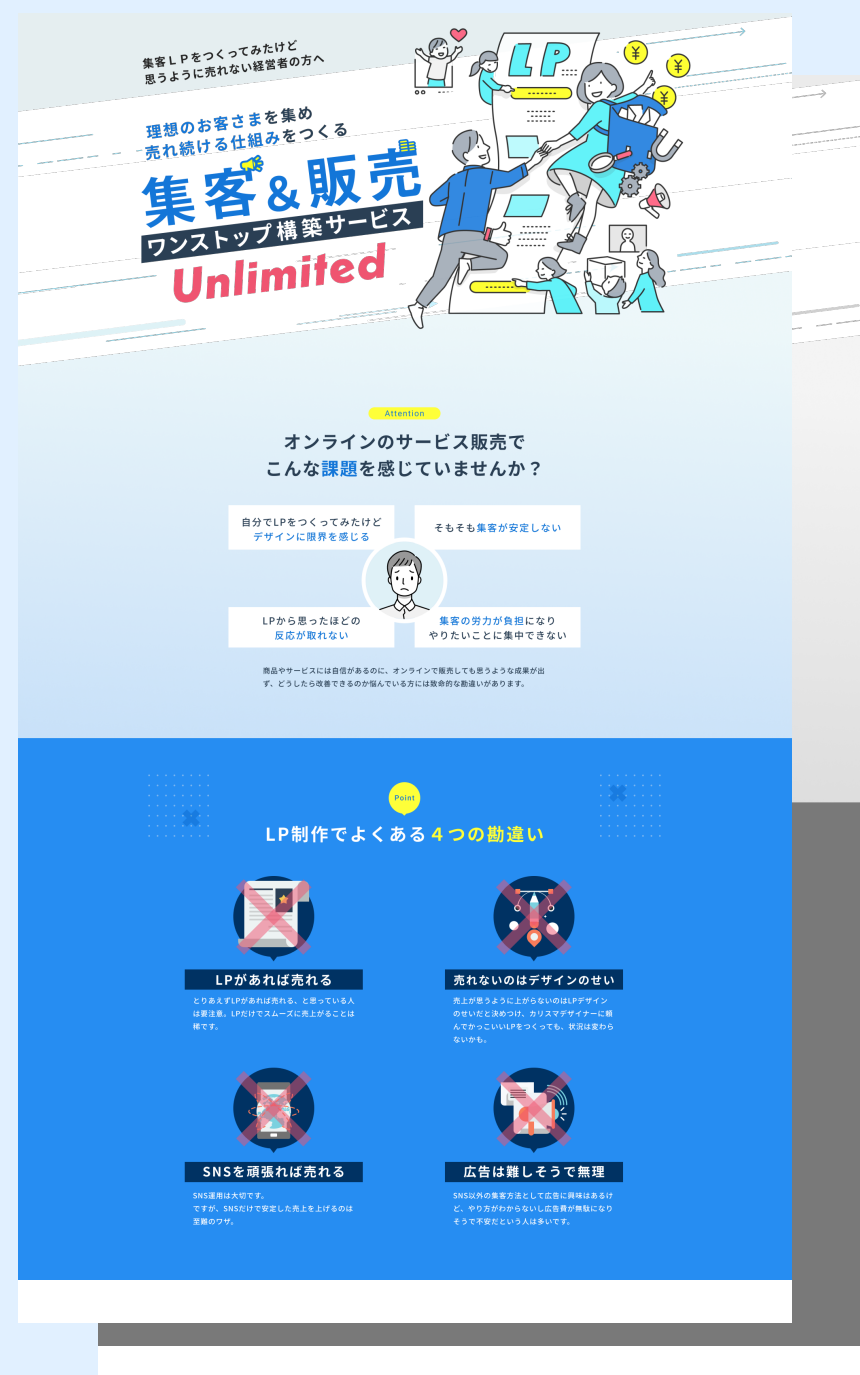 集客ＬＰをつくってみたけど
思うように売れない経営者の方へ
理想のお客さまを集め
売れ続ける仕組みをつくる
集客&販売
ワンストップ構築サービス
Unlimited
LP
Attention
オンラインのサービス販売で
こんな課題を感じていませんか？
自分でLPをつくってみたけど
デザインに限界を感じる
そもそも集客が安定しない
LPから思ったほどの
反応が取れない
集客の労力が負担になり
やりたいことに集中できない
商品やサービスには自信があるのに、オンラインで販売しても思うような成果が出
ず、どうしたら改善できるのか悩んでいる方には致命的な勘違いがあります。
Point
LP制作でよくある４つの勘違い
LPがあれば売れる
とりあえずLPがあれば売れる、と思っている人
は要注意。LPだけでスムーズに売上がることは
稀です。
売れないのはデザインのせい
売上が思うように上がらないのはLPデザイン
のせいだと決めつけ、カリスマデザイナーに頼
んでかっこいいLPをつくっても、状況は変わら
ないかも。
SNSを頑張れば売れる
SNS運用は大切です。
ですが、SNSだけで安定した売上を上げるのは
至難のワザ。
広告は難しそうで無理
SNS以外の集客方法として広告に興味はあるけ
ど、やり方がわからないし広告費が無駄になり
そうで不安だという人は多いです。